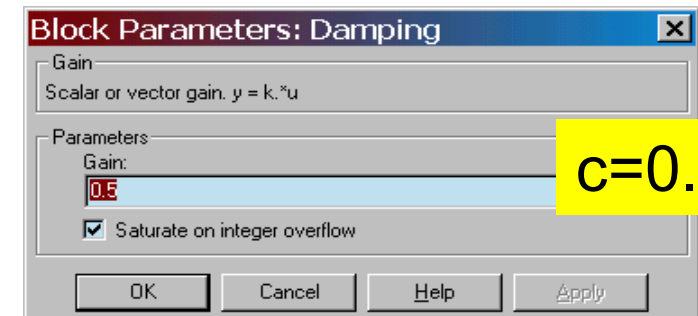 Block Parameters: Damping
Gain
Scalar or vector gain. y = k.*u
Parameters
Gain:
0.5
c=0.
Saturate on integer overflow
OK Cancel Help Apply